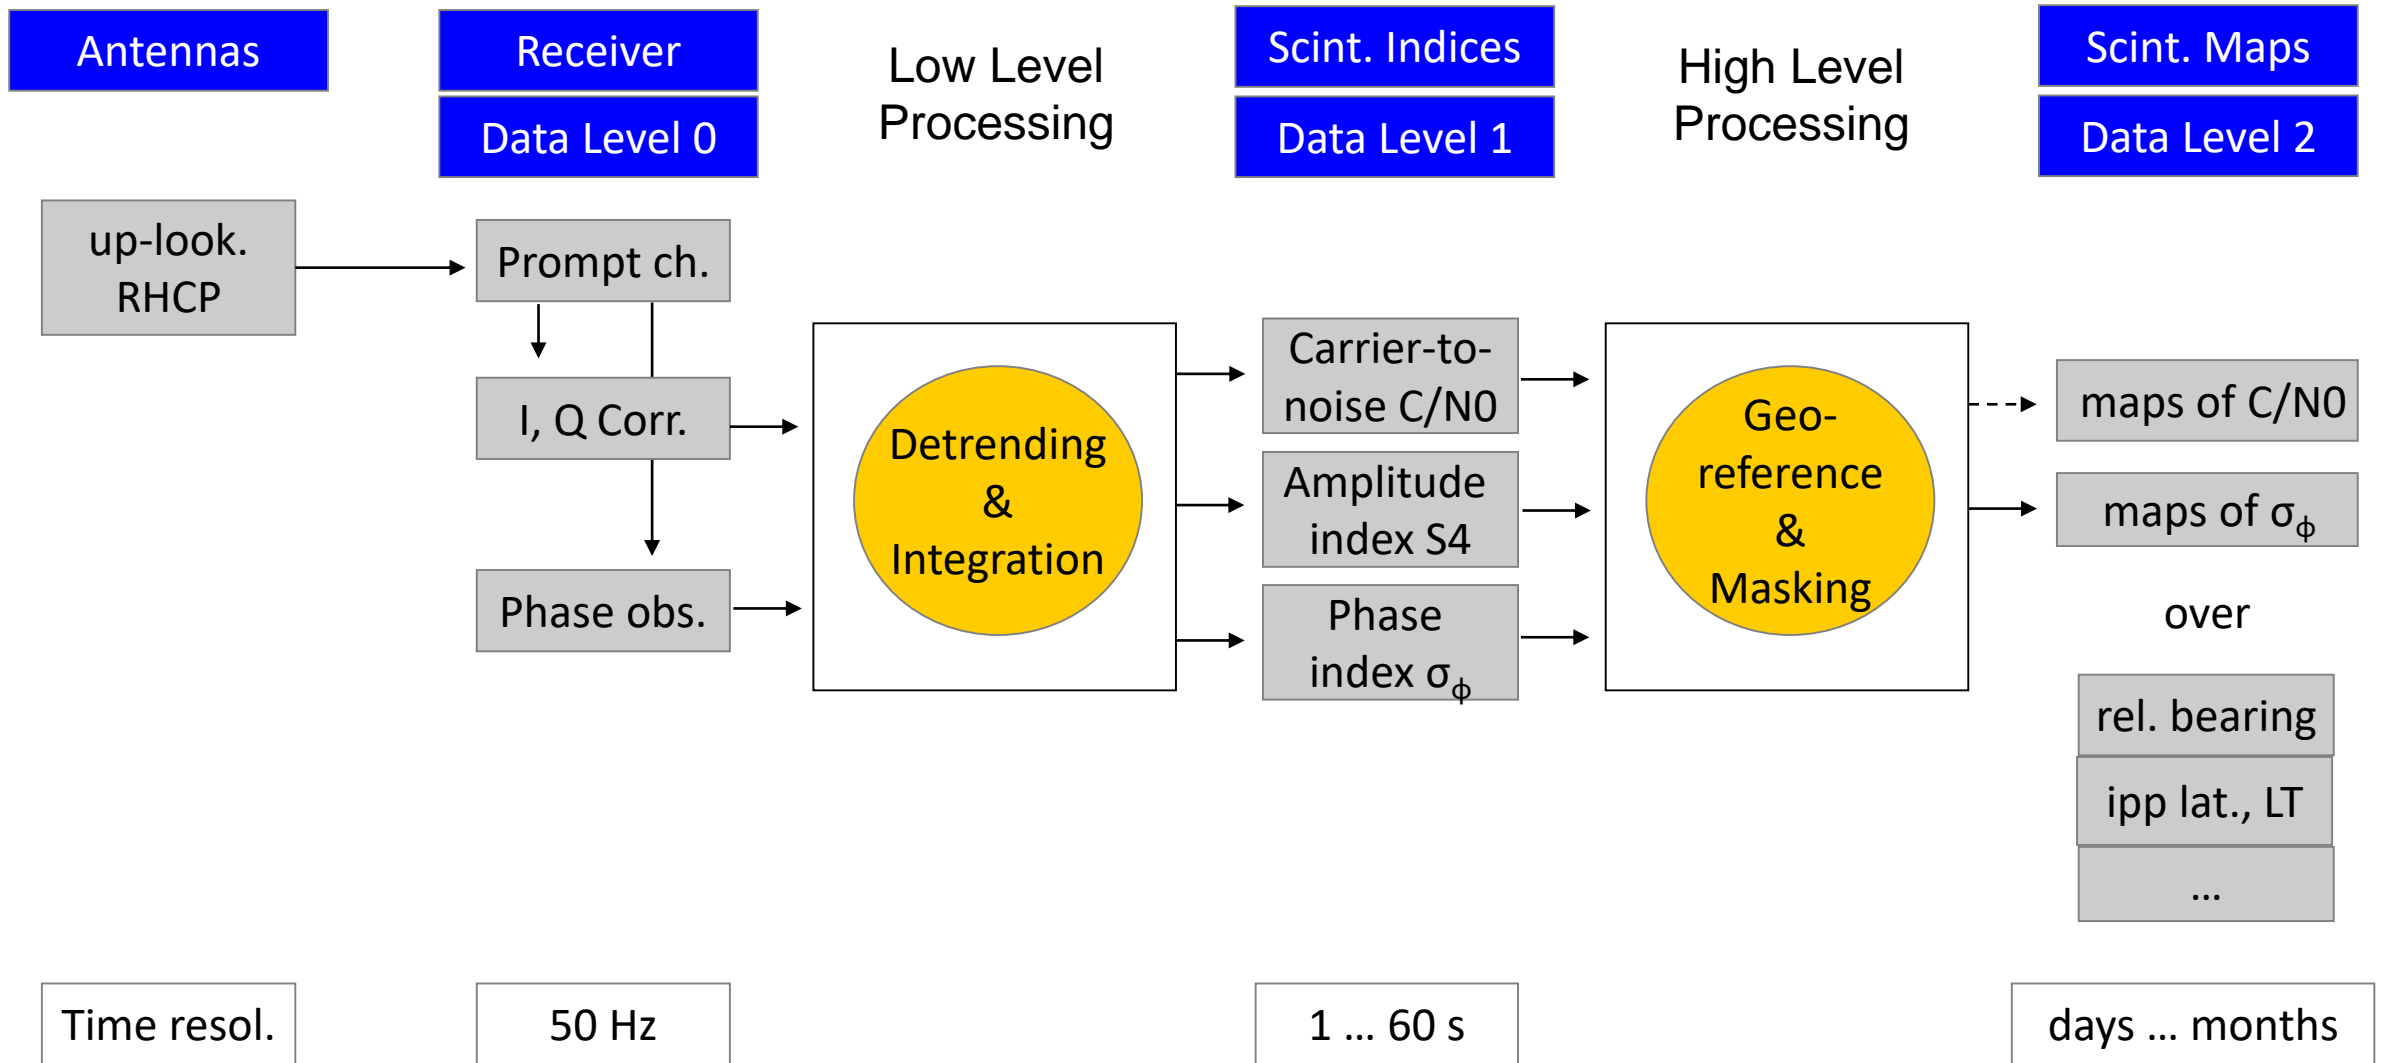 Antennas
Receiver
Data Level 0
Low Level
Processing
Scint. Indices
Data Level 1
High Level
Processing
Scint. Maps
Data Level 2
up-look.
RHCP
Prompt ch.
I, Q Corr.
Phase obs.
Detrending
&
Integration
Carrier-to-
noise C/N0
Amplitude
index S4
Phase
index σϕ
Geo-
reference
&
Masking
maps of C/N0
maps of σϕ
over
rel. bearing
ipp lat., LT
...
Time resol.
50 Hz
1 ... 60 s
days ... months